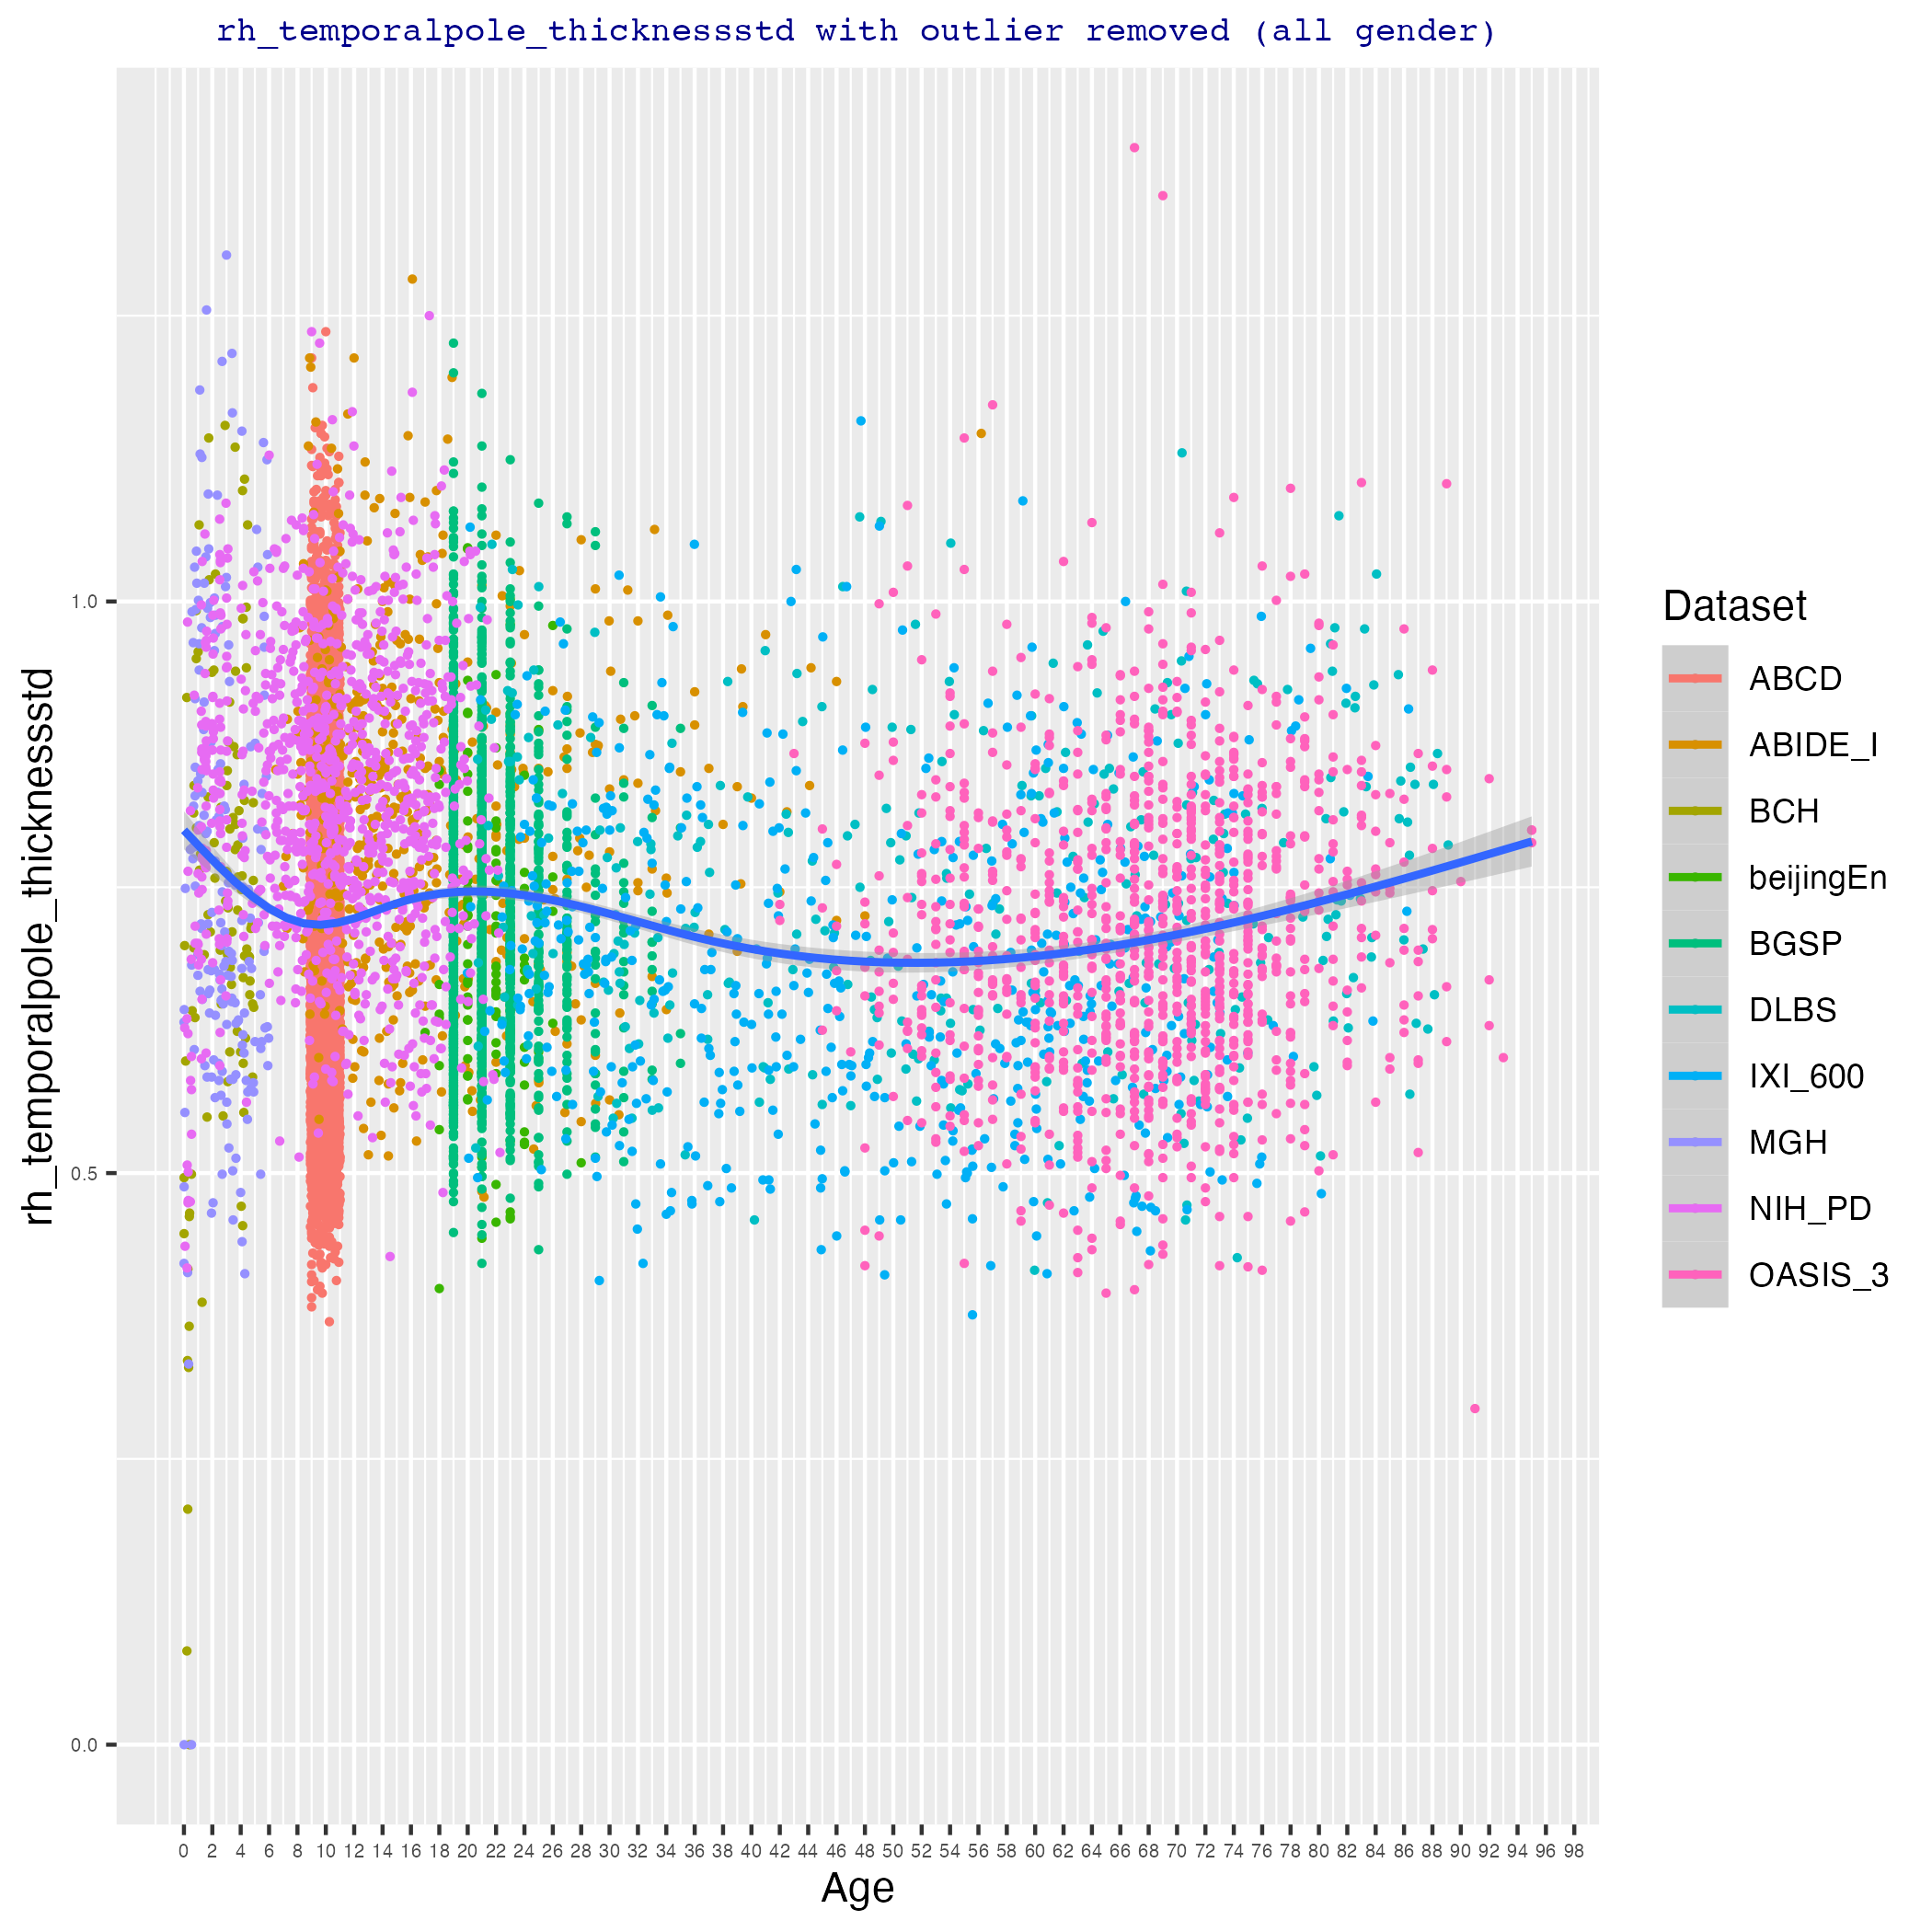 rh_temporalpole_thicknessstd with outlier removed (all gender)
rh_temporalpole_thicknessstd
1.0
0.5
0.0
0 2 4 6 8 10 12 14 16 18 20 22 24 26 28 30 32 34 36 38 40 42 44 46 48 50 52 54 56 58 60 62 64 66 68 70 72 74 76 78 80 82 84 86 88 90 92 94 96 98
Age
Dataset
ABCD
ABIDE_I
BCH
beijingEn
BGSP
DLBS
IXI_600
MGH
NIH_PD
OASIS_3